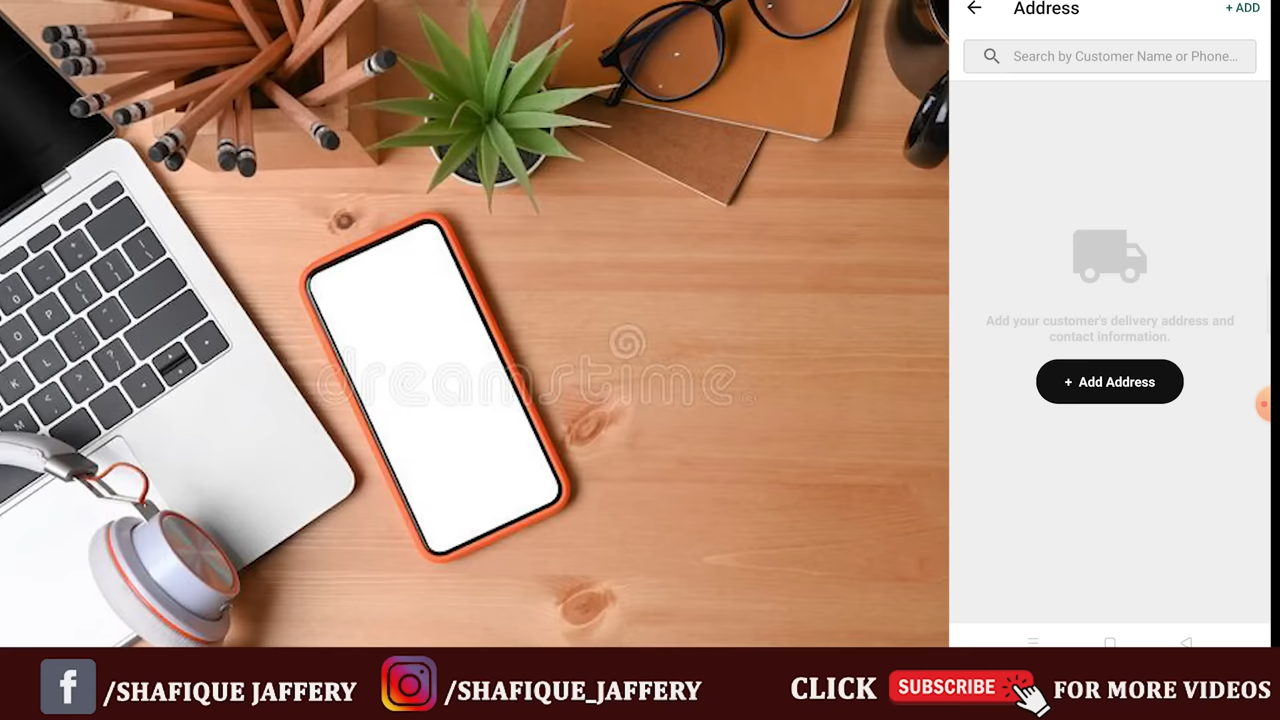 Address
+ ADD
Search by Customer Name or Phone...
Add your customer's delivery address and
contact information.
+ Add Address
dreamstime
/SHAFIQUE JAFFERY
/SHAFIQUE_JAFFERY
CLICK SUBSCRIBE FOR MORE VIDEOS